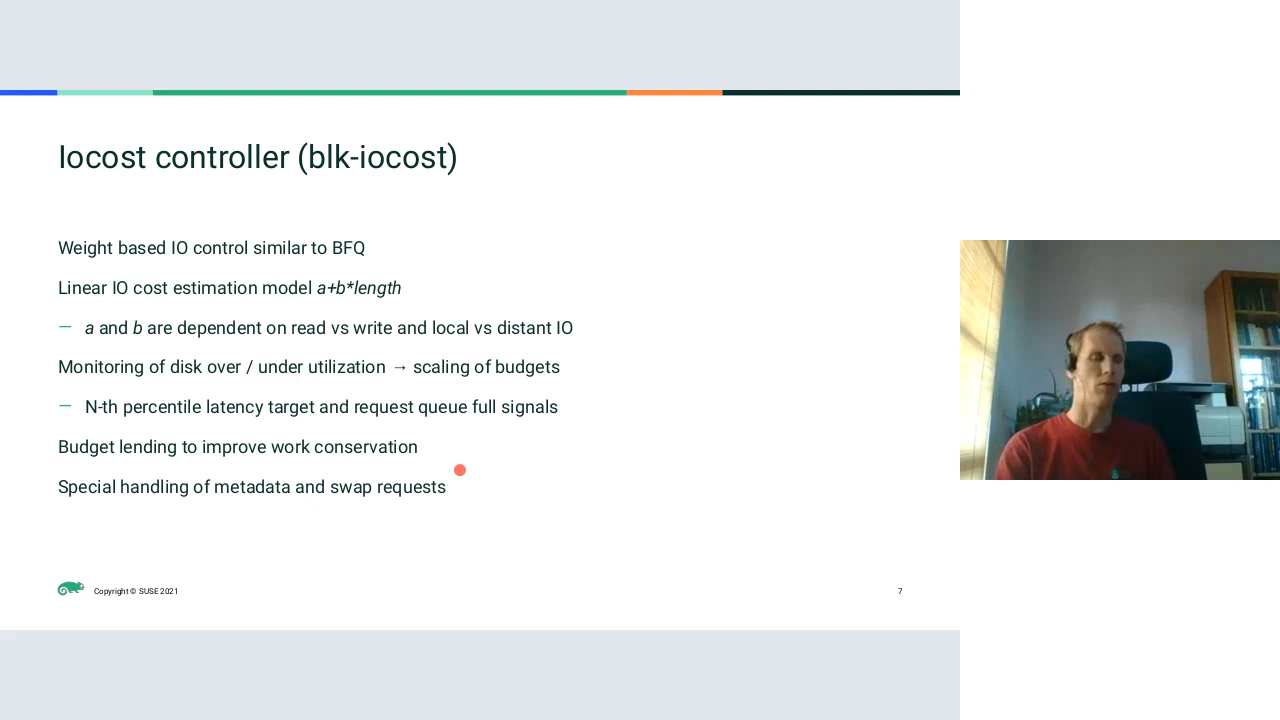 Iocost controller (blk-iocost)
Weight based IO control similar to BFQ
Linear IO cost estimation model a+b*length
— a and b are dependent on read vs write and local vs distant IO
Monitoring of disk over / under utilization → scaling of budgets
— N-th percentile latency target and request queue full signals
Budget lending to improve work conservation
Special handling of metadata and swap requests
Copyright © SUSE 2021
7